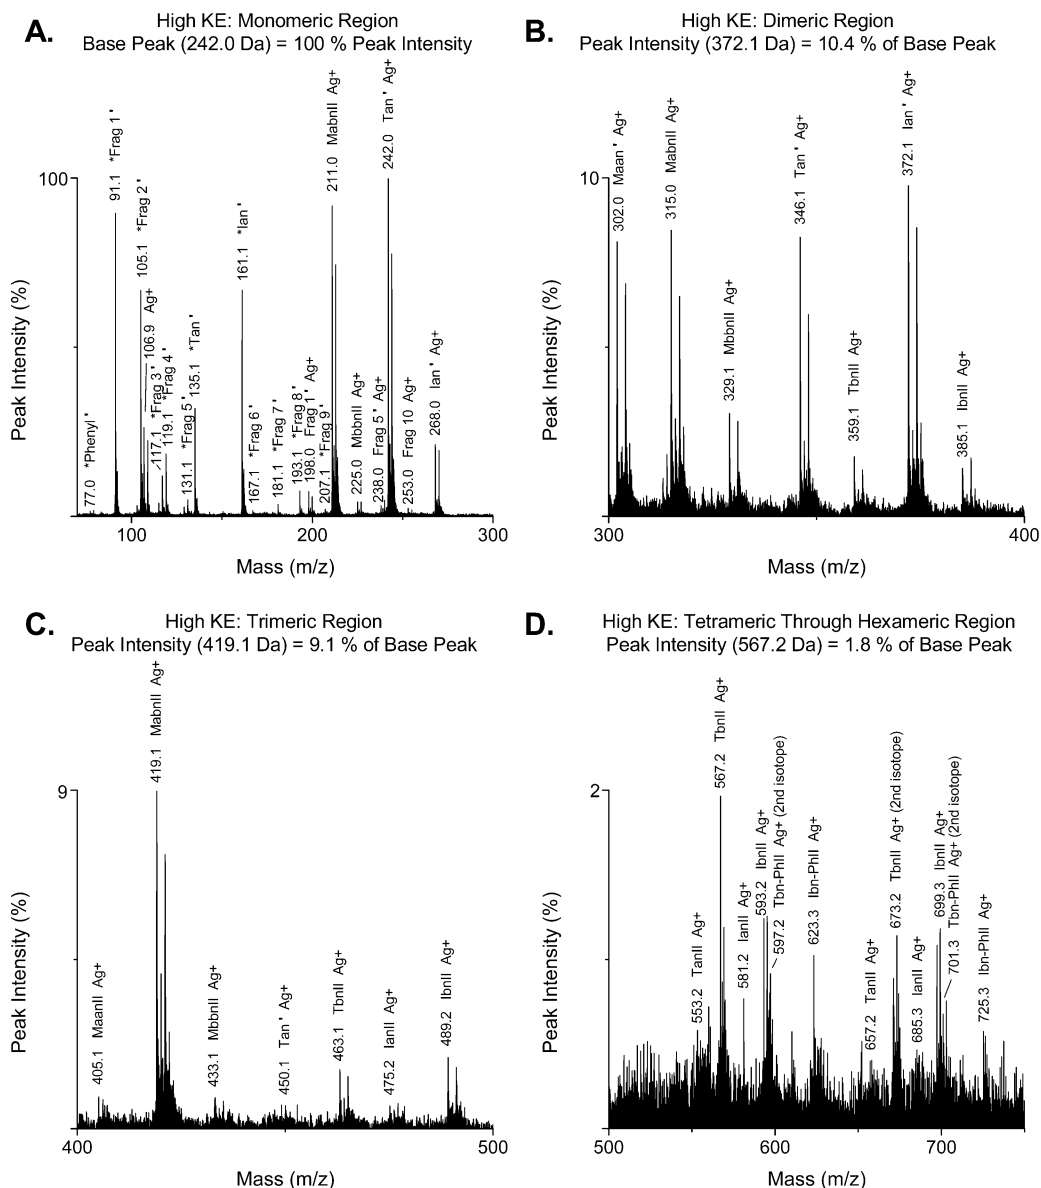 A.
High KE: Monomeric Region
Base Peak (242.0 Da) = 100 % Peak Intensity
100
Peak Intensity (%)
77.0 *Phenyl'
91.1 *Frag 1'
105.1 *Frag 2'
106.9 Ag+
117.1 *Frag 3'
119.1 *Frag 4'
131.1 *Frag 5'
135.1 *Tan'
161.1 *Ian'
167.1 *Frag 6'
181.1 *Frag 7'
193.1 *Frag 8'
198.0 Frag 1' Ag+
207.1 *Frag 9'
211.0 MabnII Ag+
225.0 MbbnII Ag+
238.0 Frag 5' Ag+
242.0 Tan' Ag+
253.0 Frag 10 Ag+
268.0 Ian' Ag+
100
200
300
Mass (m/z)
B.
High KE: Dimeric Region
Peak Intensity (372.1 Da) = 10.4 % of Base Peak
10
Peak Intensity (%)
302.0 Maan' Ag+
315.0 MabnII Ag+
329.1 MbbnII Ag+
346.1 Tan' Ag+
359.1 TbnII Ag+
372.1 Ian' Ag+
385.1 IbnII Ag+
300
400
Mass (m/z)
C.
High KE: Trimeric Region
Peak Intensity (419.1 Da) = 9.1 % of Base Peak
9
Peak Intensity (%)
405.1 MaanII Ag+
419.1 MabnII Ag+
433.1 MbbnII Ag+
450.1 Tan' Ag+
463.1 TbnII Ag+
475.2 IanII Ag+
489.2 IbnII Ag+
400
500
Mass (m/z)
D.
High KE: Tetrameric Through Hexameric Region
Peak Intensity (567.2 Da) = 1.8 % of Base Peak
2
Peak Intensity (%)
553.2 TanII Ag+
567.2 TbnII Ag+
581.2 IanII Ag+
593.2 IbnII Ag+
597.2 Tbn-PhII Ag+ (2nd isotope)
623.3 Ibn-PhII Ag+
657.2 TanII Ag+
673.2 TbnII Ag+ (2nd isotope)
685.3 IanII Ag+
699.3 IbnII Ag+
701.3 Tbn-PhII Ag+ (2nd isotope)
725.3 Ibn-PhII Ag+
500
600
700
Mass (m/z)